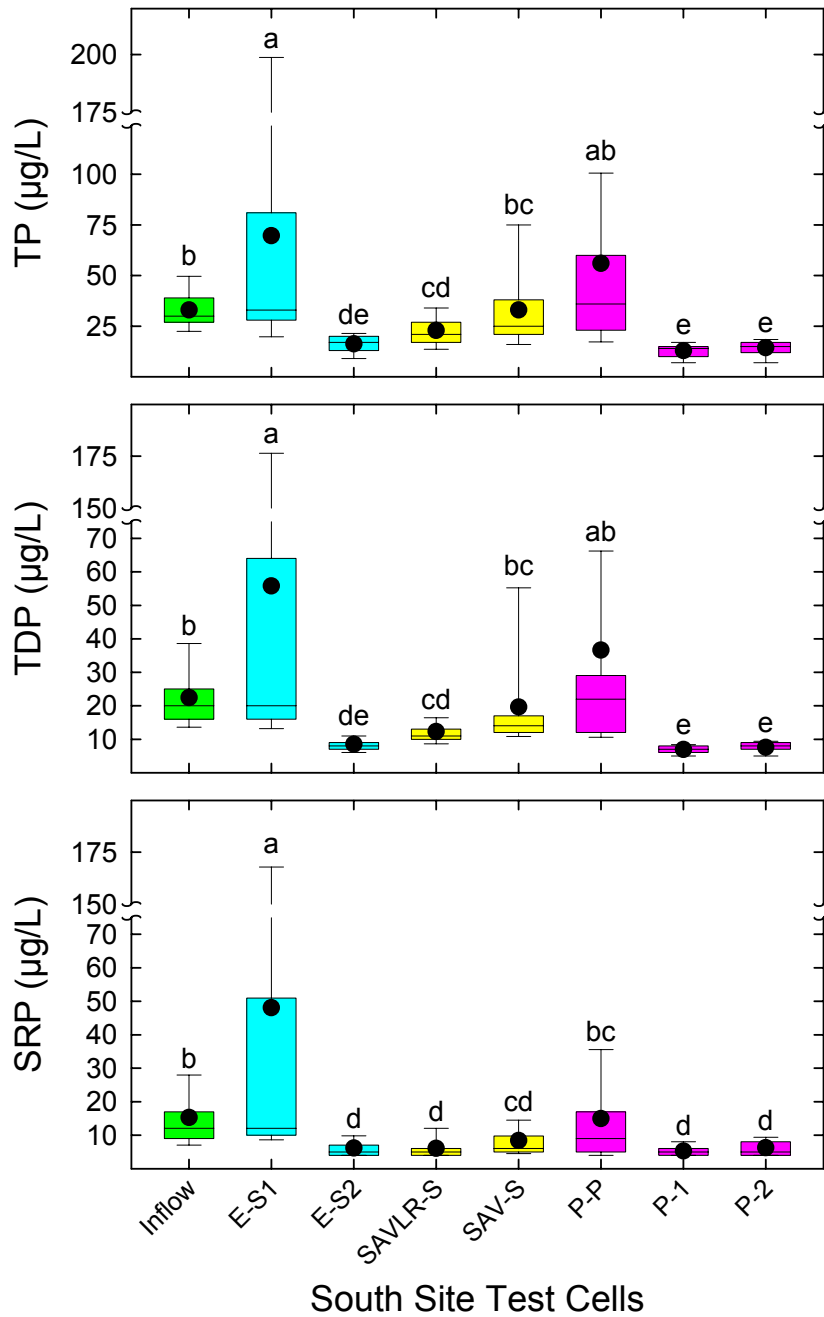 TP (µg/L)
200
175
100
75
50
25
b
a
de
cd
bc
ab
e
e
TDP (µg/L)
175
150
70
60
50
40
30
20
10
b
a
de
cd
bc
ab
e
e
SRP (µg/L)
175
150
70
60
50
40
30
20
10
b
a
d
d
cd
bc
d
d
Inflow
E-S1
E-S2
SAVLR-S
SAV-S
P-P
P-1
P-2
South Site Test Cells